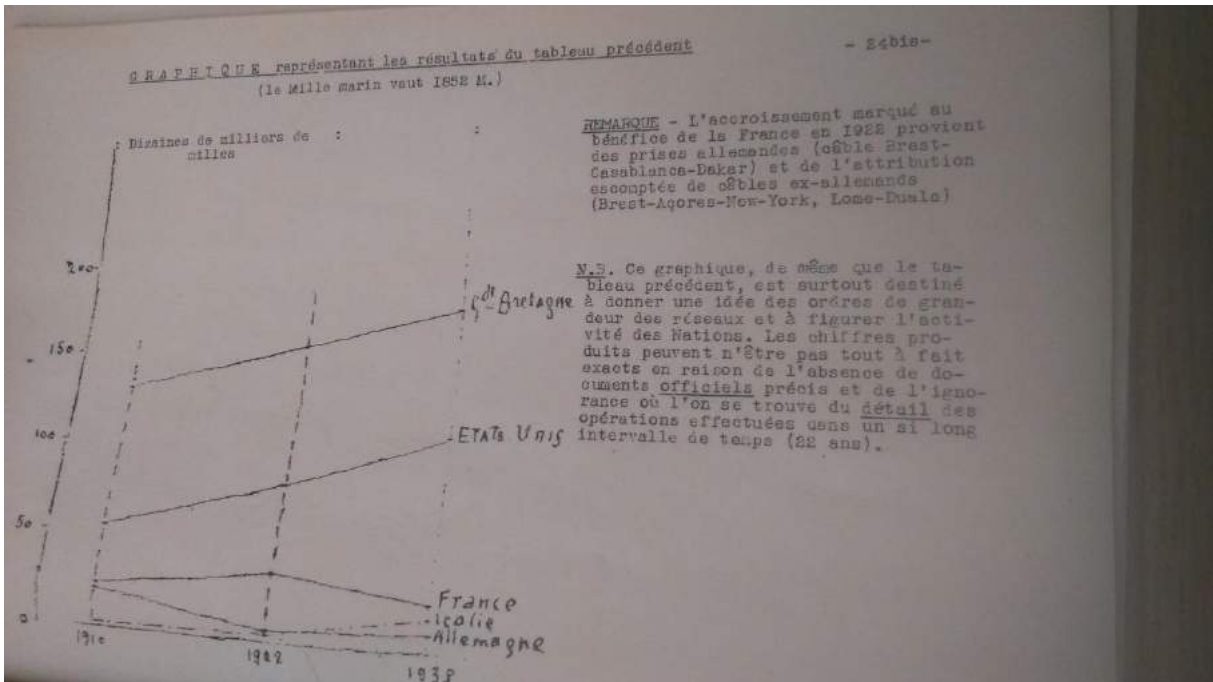 GRAPHIQUE représentant les résultats du tableau précédent
- 24bis-
(le Mille marin vaut 1852 M.)
: Dizaines de milliers de : :
milles
REMARQUE - L'accroissement marqué au
bénéfice de la France en 1922 provient
des prises allemandes (câble Brest-
Casablanca-Dakar) et de l'attribution
escomptée de câbles ex-allemands
(Brest-Açores-New-York, Lome-Duala)
N.B. Ce graphique, de même que le ta-
bleau précédent, est surtout destiné
à donner une idée des ordres de gran-
deur des réseaux et à figurer l'acti-
vité des Nations. Les chiffres pro-
duits peuvent n'être pas tout à fait
exacts en raison de l'absence de do-
cuments officiels précis et de l'igno-
rance où l'on se trouve du détail des
opérations effectuées dans un si long
intervalle de temps (22 ans).
200
Gde Bretagne
150
100
ETATS UNIS
50
France
Italie
Allemagne
0
1910
1922
1938